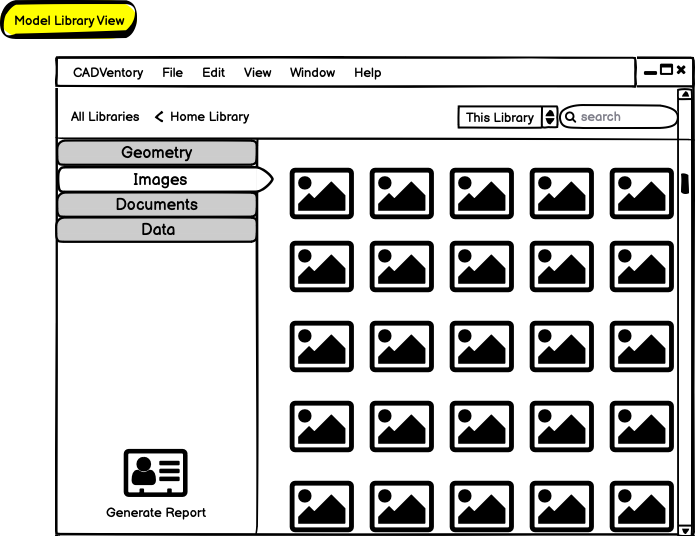 Model Library View
CADVentory File Edit View Window Help
All Libraries < Home Library This Library search
Geometry
Images
Documents
Data
Generate Report